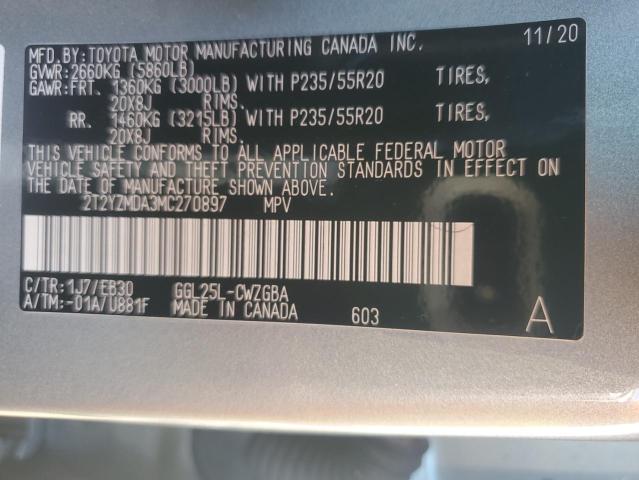 MFD.BY:TOYOTA MOTOR MANUFACTURING CANADA INC. 11/20
GVWR:2660KG (5860LB)
GAWR:FRT. 1360KG (3000LB) WITH P235/55R20 TIRES,
20X8J RIMS.
RR. 1460KG (3215LB) WITH P235/55R20 TIRES,
20X8J RIMS.
THIS VEHICLE CONFORMS TO ALL APPLICABLE FEDERAL MOTOR
VEHICLE SAFETY AND THEFT PREVENTION STANDARDS IN EFFECT ON
THE DATE OF MANUFACTURE SHOWN ABOVE.
2T2YZMDA3MC270897 MPV
C/TR:1J7/EB30 GGL25L-CWZGBA
A/TM:-01A/U881F MADE IN CANADA 603 A